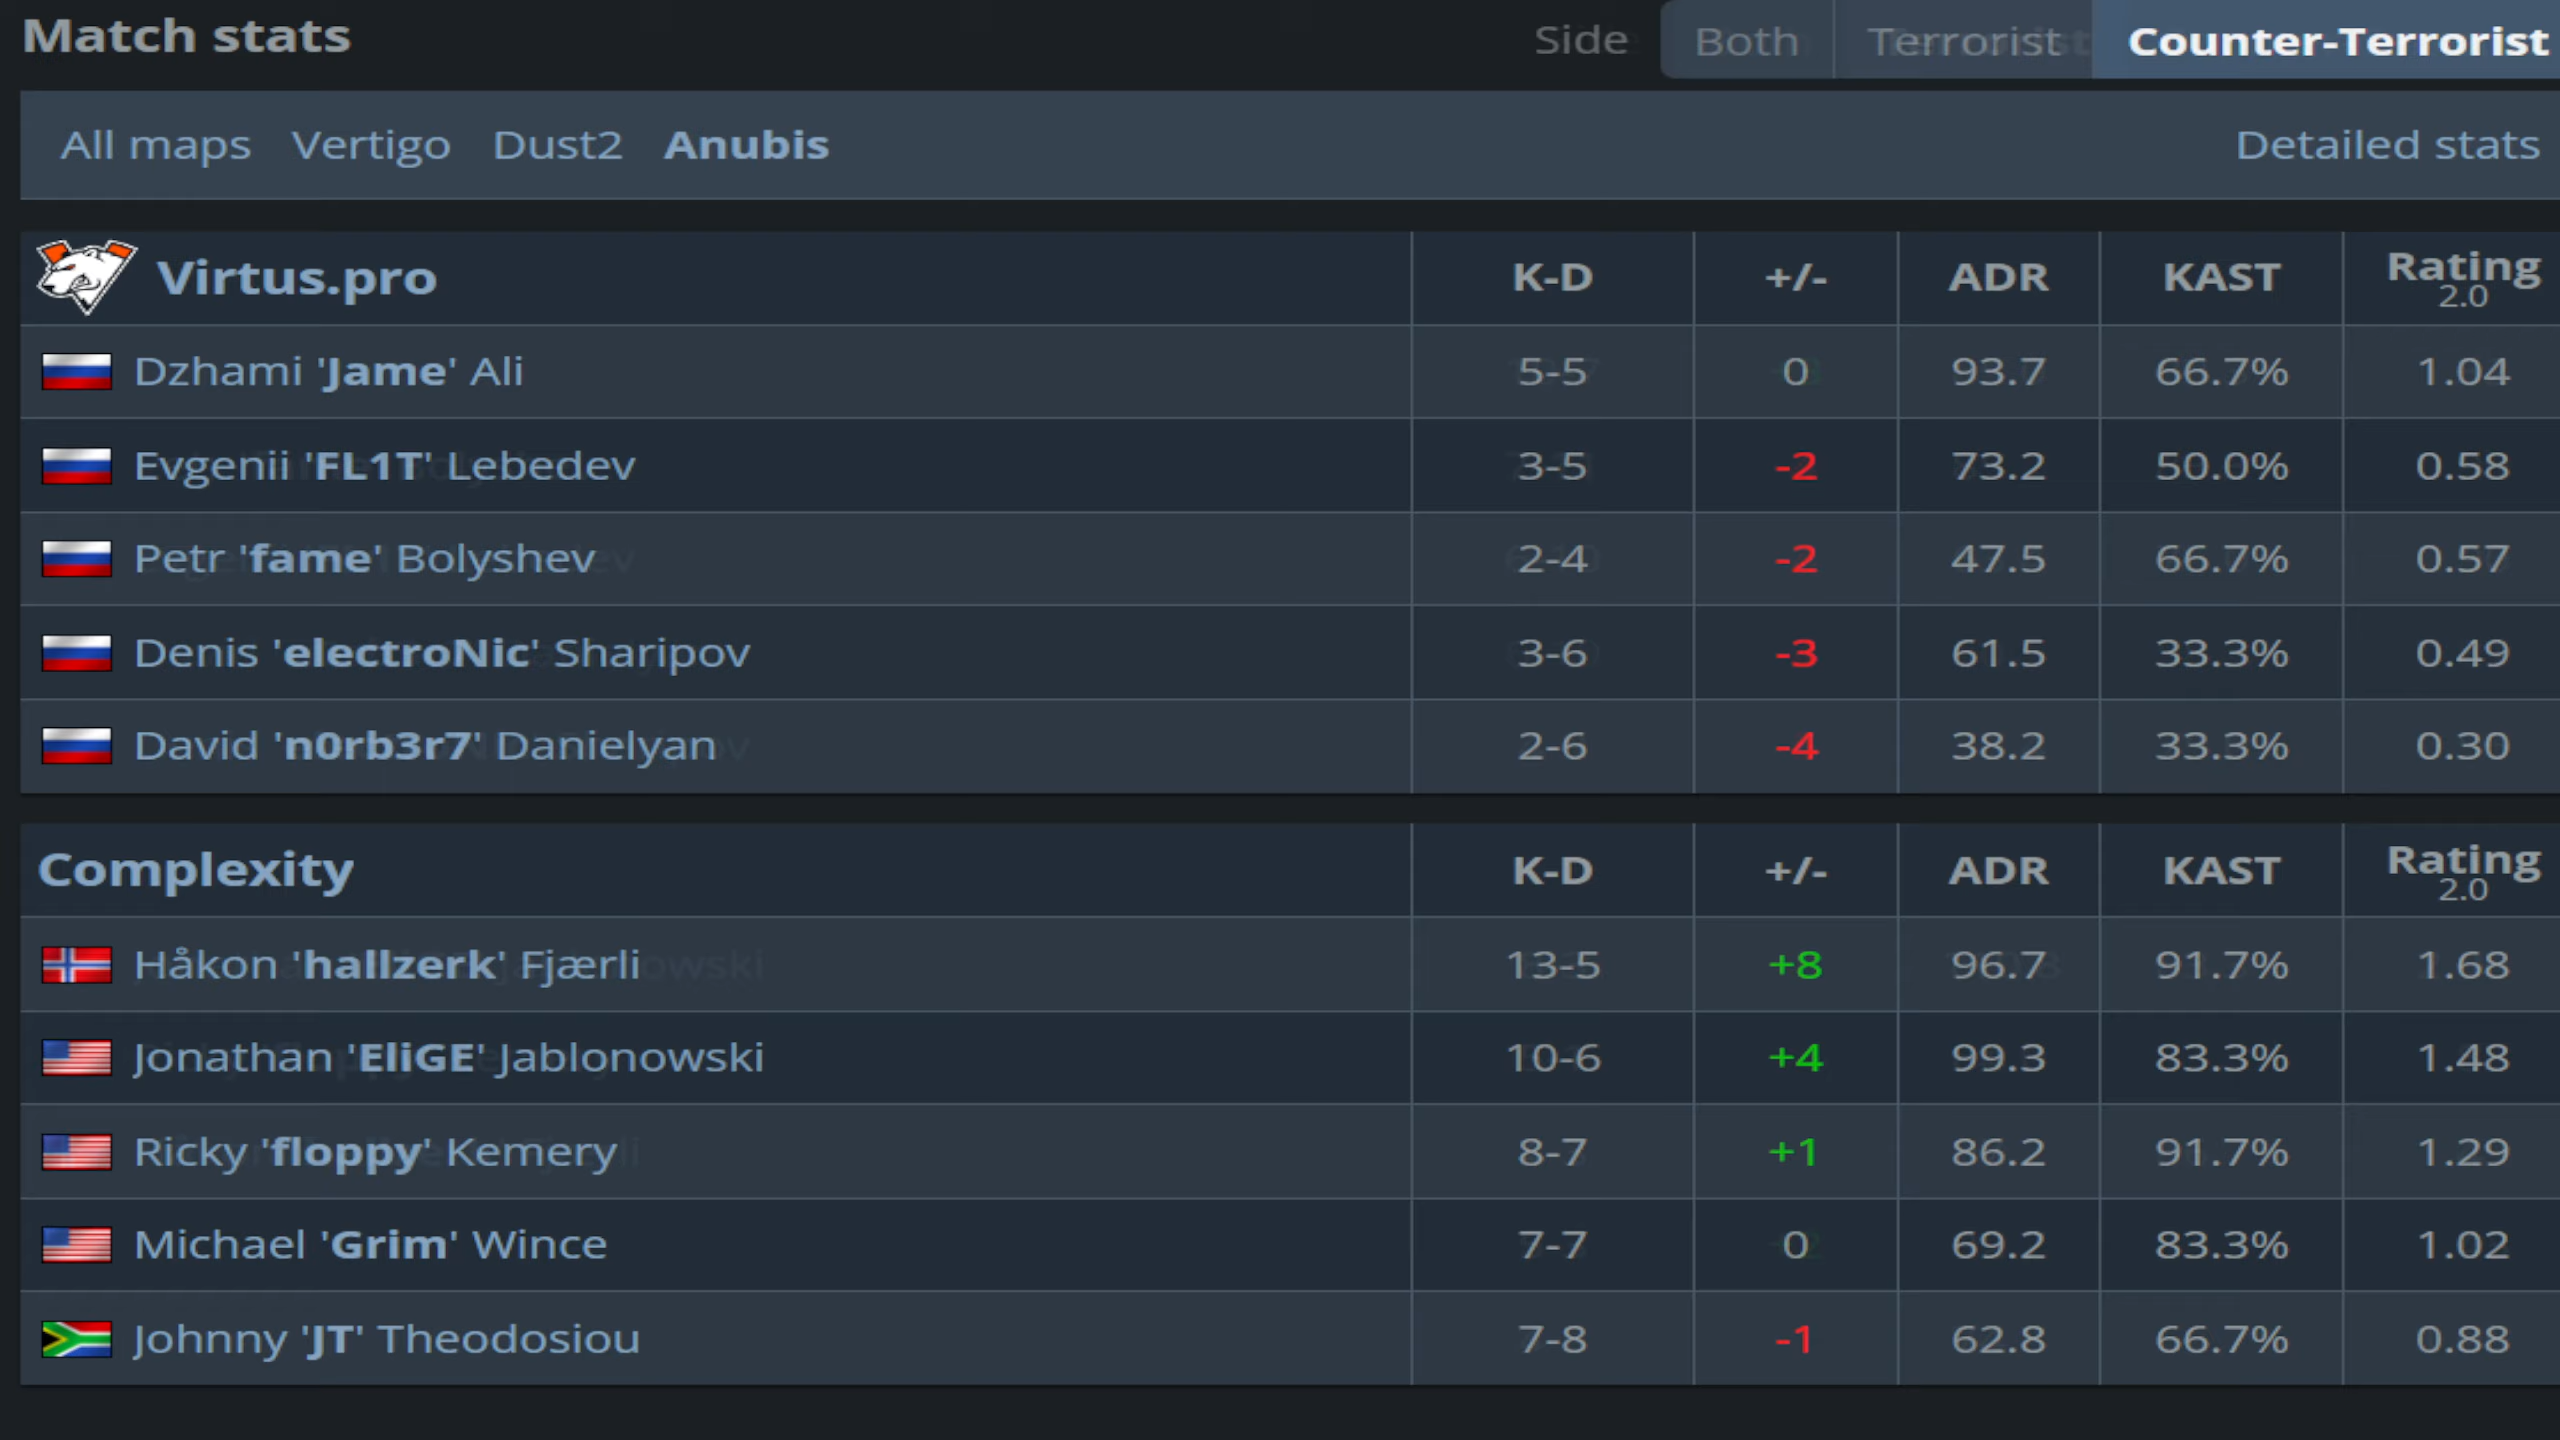 Match stats Side Both Terrorist Counter-Terrorist
All maps Vertigo Dust2 Anubis Detailed stats
Virtus.pro K-D +/- ADR KAST Rating 2.0
Dzhami 'Jame' Ali 5-5 0 93.7 66.7% 1.04
Evgenii 'FL1T' Lebedev 3-5 -2 73.2 50.0% 0.58
Petr 'fame' Bolyshev 2-4 -2 47.5 66.7% 0.57
Denis 'electroNic' Sharipov 3-6 -3 61.5 33.3% 0.49
David 'n0rb3r7' Danielyan 2-6 -4 38.2 33.3% 0.30
Complexity K-D +/- ADR KAST Rating 2.0
Håkon 'hallzerk' Fjærli 13-5 +8 96.7 91.7% 1.68
Jonathan 'EliGE' Jablonowski 10-6 +4 99.3 83.3% 1.48
Ricky 'floppy' Kemery 8-7 +1 86.2 91.7% 1.29
Michael 'Grim' Wince 7-7 0 69.2 83.3% 1.02
Johnny 'JT' Theodosiou 7-8 -1 62.8 66.7% 0.88